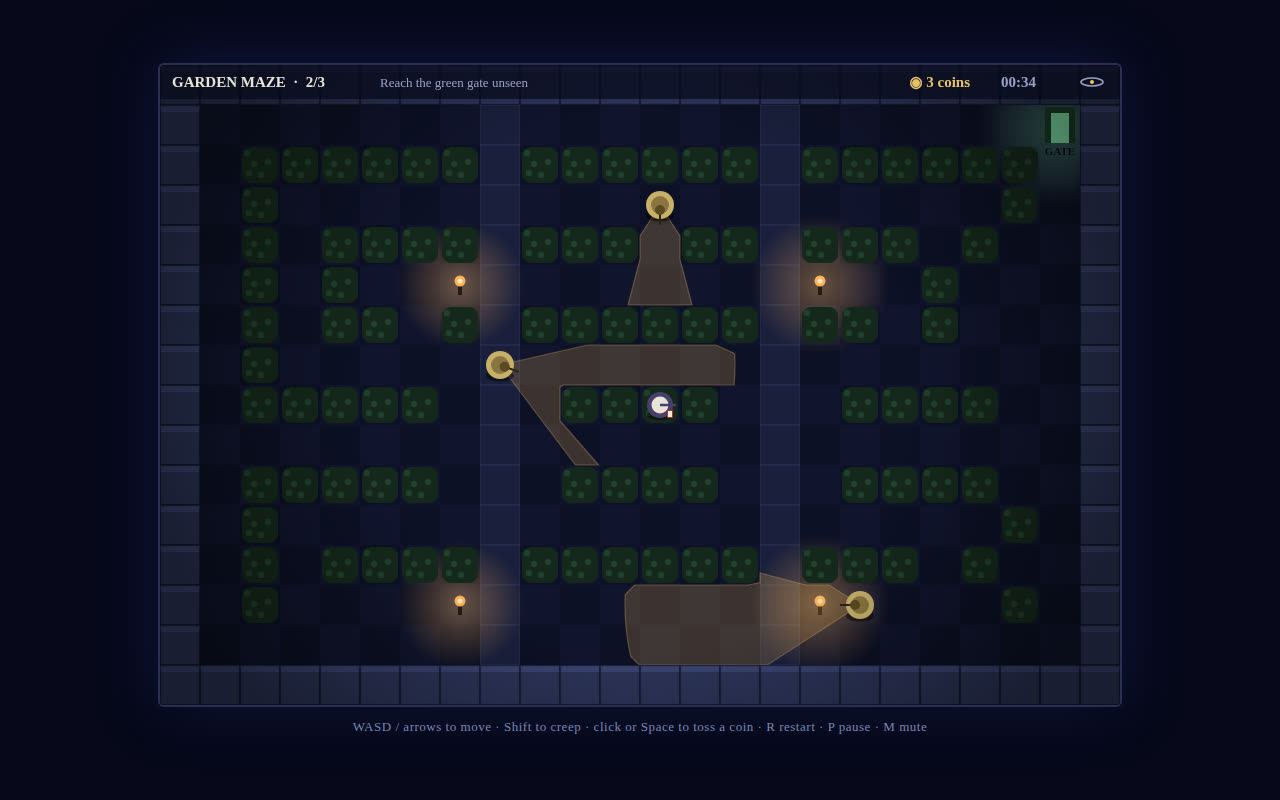 GARDEN MAZE · 2/3
Reach the green gate unseen
3 coins
00:34
GATE
WASD / arrows to move · Shift to creep · click or Space to toss a coin · R restart · P pause · M mute